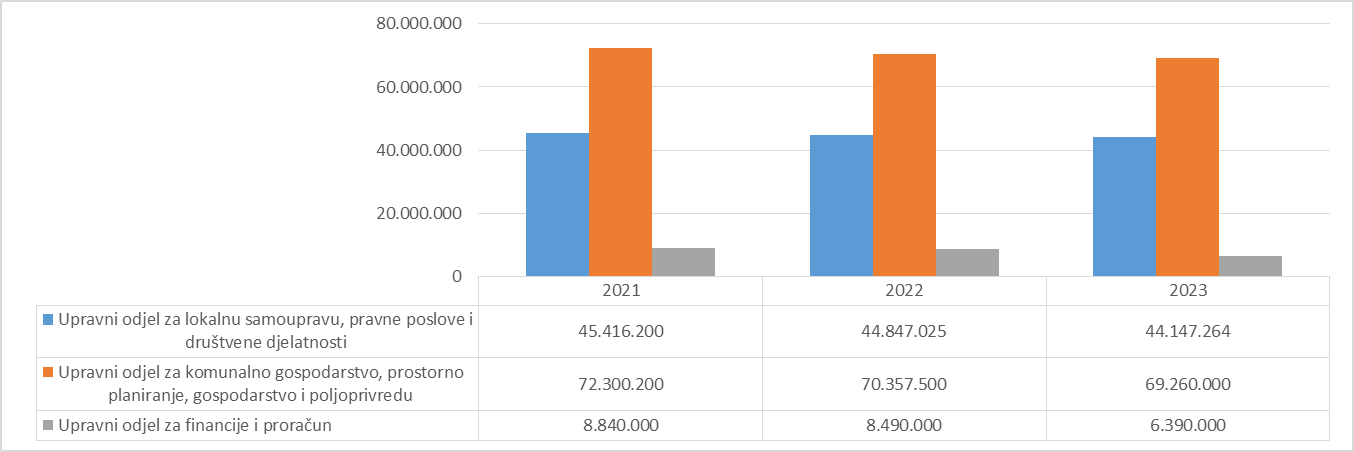 80.000.000
60.000.000
40.000.000
20.000.000
0
2021 2022 2023
Upravni odjel za lokalnu samoupravu, pravne poslove i
društvene djelatnosti
45.416.200 44.847.025 44.147.264
Upravni odjel za komunalno gospodarstvo, prostorno
planiranje, gospodarstvo i poljoprivredu
72.300.200 70.357.500 69.260.000
Upravni odjel za financije i proračun 8.840.000 8.490.000 6.390.000